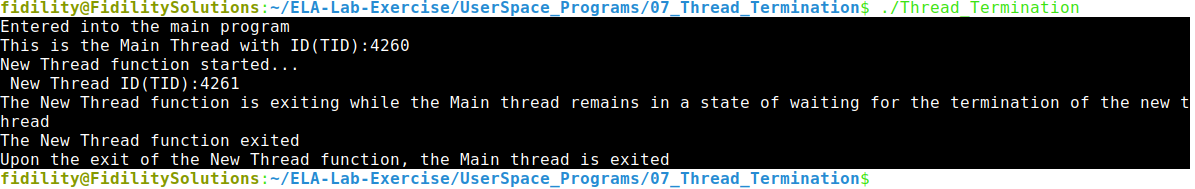 fidility@FidilitySolutions:~/ELA-Lab-Exercise/UserSpace_Programs/07_Thread_Termination$ ./Thread_Termination
Entered into the main program
This is the Main Thread with ID(TID):4260
New Thread function started...
 New Thread ID(TID):4261
The New Thread function is exiting while the Main thread remains in a state of waiting for the termination of the new t
hread
The New Thread function exited
Upon the exit of the New Thread function, the Main thread is exited
fidility@FidilitySolutions:~/ELA-Lab-Exercise/UserSpace_Programs/07_Thread_Termination$